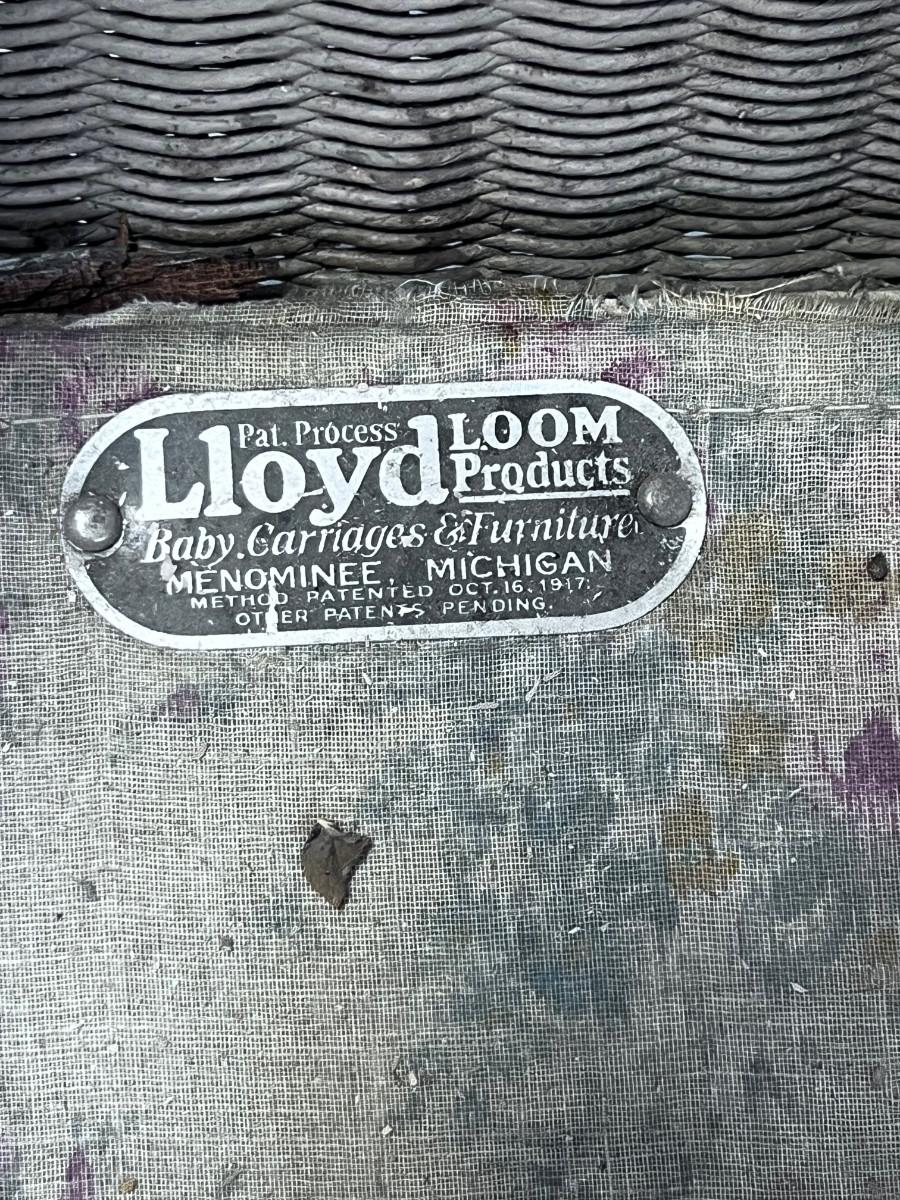 Pat. Process
Lloyd LOOM
Products
Baby Carriages & Furniture
MENOMINEE, MICHIGAN
METHOD PATENTED OCT. 16, 1917.
OTHER PATENTS PENDING.